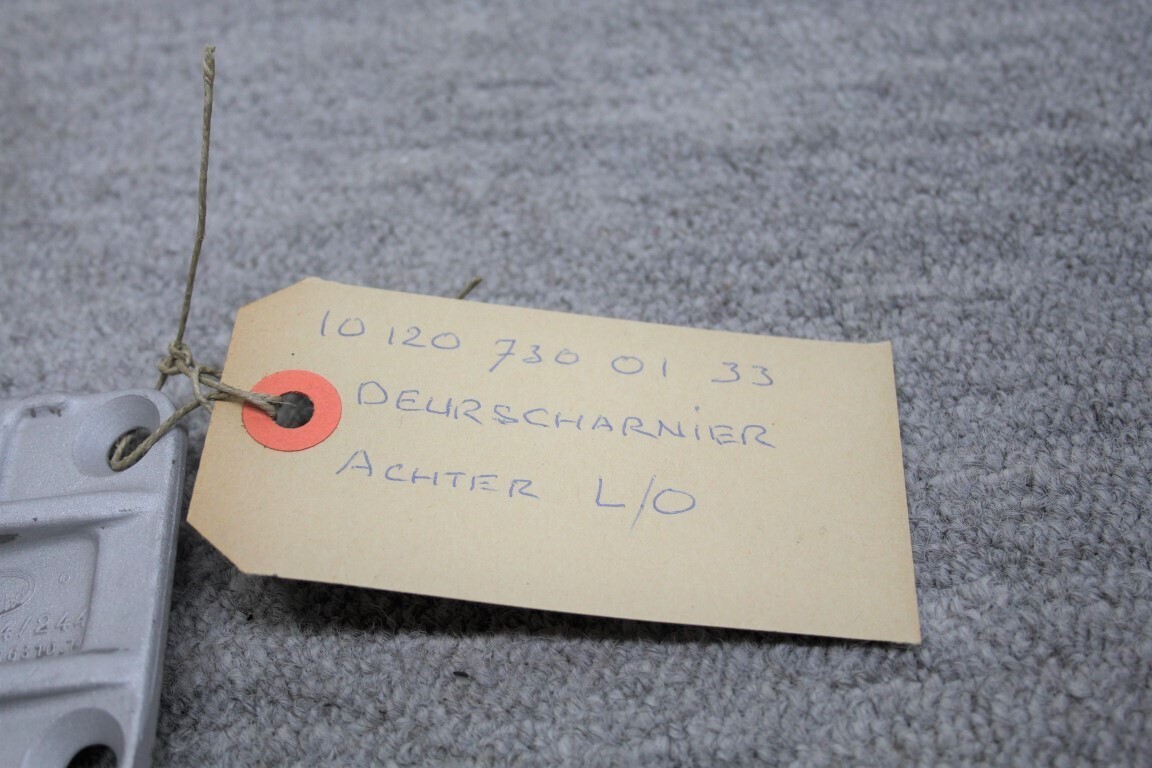 10 120 730 01 33
DEURSCHARNIER
ACHTER L/O